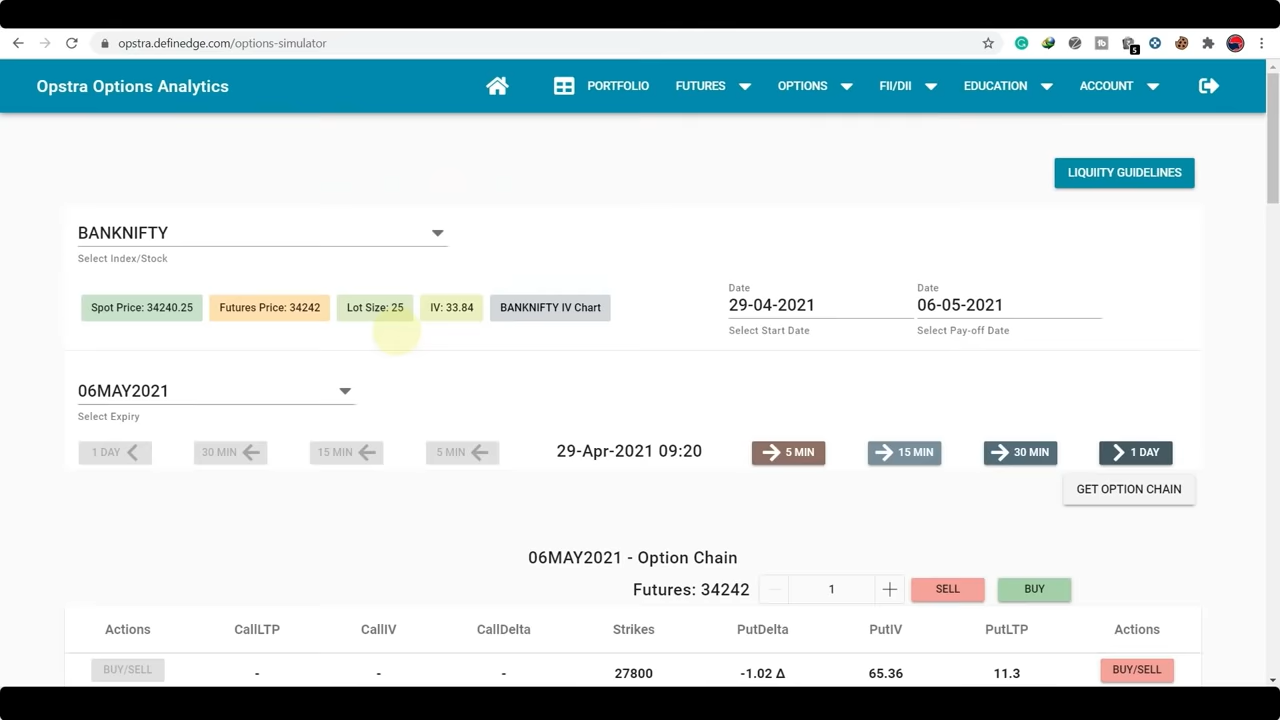 opstra.definedge.com/options-simulator
5
Opstra Options Analytics
PORTFOLIO
FUTURES
OPTIONS
FII/DII
EDUCATION
ACCOUNT
LIQUIITY GUIDELINES
BANKNIFTY
Select Index/Stock
Spot Price: 34240.25 Futures Price: 34242 Lot Size: 25 IV: 33.84 BANKNIFTY IV Chart
Date
29-04-2021
Select Start Date
Date
06-05-2021
Select Pay-off Date
06MAY2021
Select Expiry
1 DAY 30 MIN 15 MIN 5 MIN 29-Apr-2021 09:20 5 MIN 15 MIN 30 MIN 1 DAY
GET OPTION CHAIN
06MAY2021 - Option Chain
Futures: 34242 1 SELL BUY
Actions CallLTP CallIV CallDelta Strikes PutDelta PutIV PutLTP Actions
BUY/SELL - - - 27800 -1.02 Δ 65.36 11.3 BUY/SELL